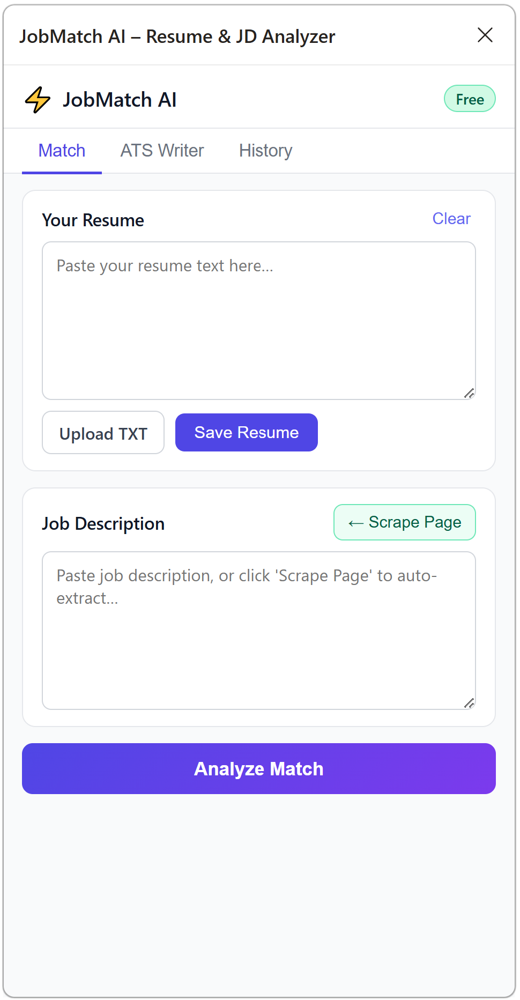 JobMatch AI – Resume & JD Analyzer
JobMatch AI
Free
Match
ATS Writer
History
Your Resume
Clear
Paste your resume text here...
Upload TXT
Save Resume
Job Description
← Scrape Page
Paste job description, or click 'Scrape Page' to auto-
extract...
Analyze Match